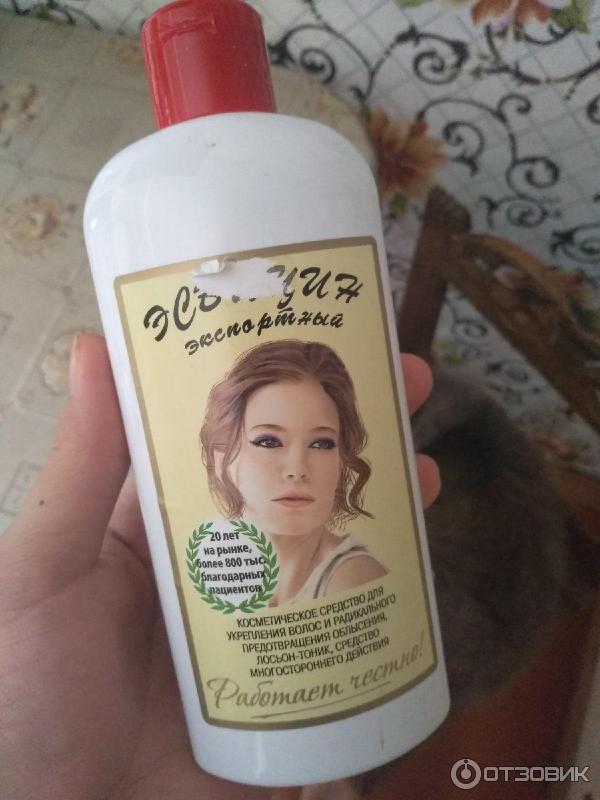 экспортный
20 лет
на рынке,
более 800 тыс.
благодарных
пациентов
КОСМЕТИЧЕСКОЕ СРЕДСТВО ДЛЯ
УКРЕПЛЕНИЯ ВОЛОС И РАДИКАЛЬНОГО
ПРЕДОТВРАЩЕНИЯ ОБЛЫСЕНИЯ,
ЛОСЬОН-ТОНИК, СРЕДСТВО
МНОГОСТОРОННЕГО ДЕЙСТВИЯ
Работает честно!
ОТЗОВИК